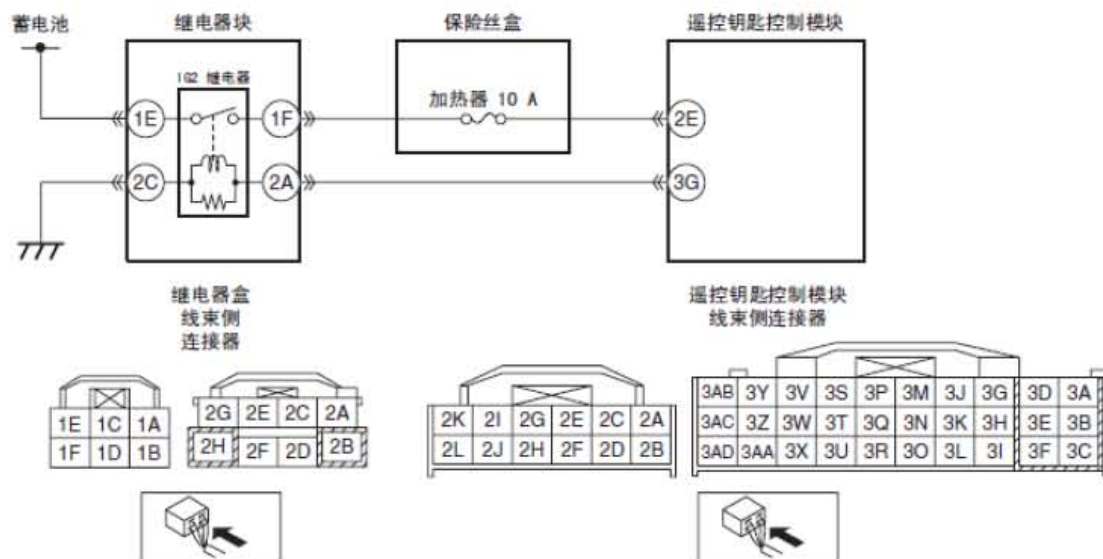 蓄电池
继电器块
保险丝盒
遥控钥匙控制模块
IG2 继电器
加热器 10 A
1E
1F
2E
2C
2A
3G
继电器盒
线束侧
连接器
遥控钥匙控制模块
线束侧连接器
1E 1C 1A
1F 1D 1B
2G 2E 2C 2A
2H 2F 2D 2B
2K 2I 2G 2E 2C 2A
2L 2J 2H 2F 2D 2B
3AB 3Y 3V 3S 3P 3M 3J 3G 3D 3A
3AC 3Z 3W 3T 3Q 3N 3K 3H 3E 3B
3AD 3AA 3X 3U 3R 3O 3L 3I 3F 3C